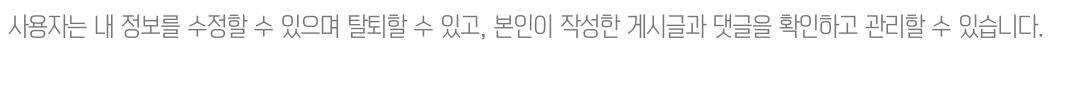 사용자는 내 정보를 수정할 수 있으며 탈퇴할 수 있고, 본인이 작성한 게시글과 댓글을 확인하고 관리할 수 있습니다.